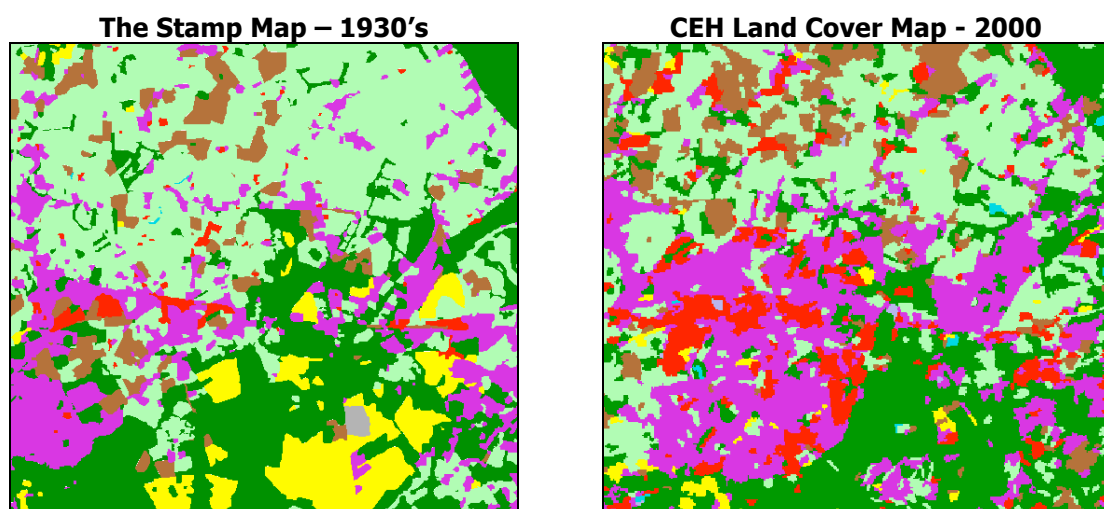 The Stamp Map – 1930’s
CEH Land Cover Map - 2000